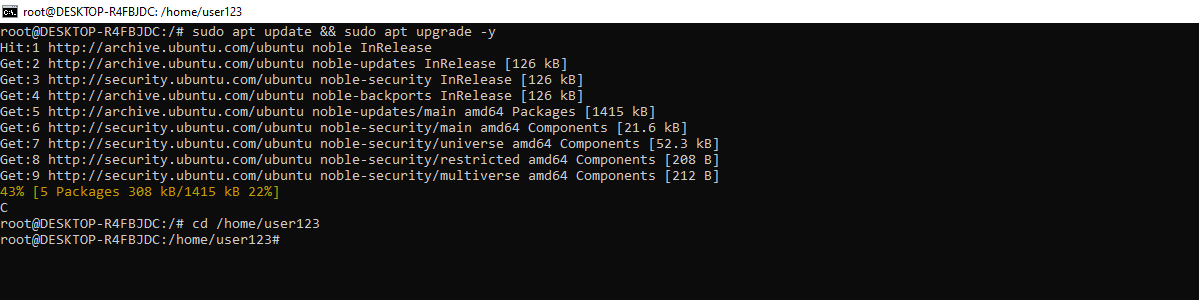 root@DESKTOP-R4FBJDC: /home/user123
root@DESKTOP-R4FBJDC:/# sudo apt update && sudo apt upgrade -y
Hit:1 http://archive.ubuntu.com/ubuntu noble InRelease
Get:2 http://archive.ubuntu.com/ubuntu noble-updates InRelease [126 kB]
Get:3 http://security.ubuntu.com/ubuntu noble-security InRelease [126 kB]
Get:4 http://archive.ubuntu.com/ubuntu noble-backports InRelease [126 kB]
Get:5 http://archive.ubuntu.com/ubuntu noble-updates/main amd64 Packages [1415 kB]
Get:6 http://security.ubuntu.com/ubuntu noble-security/main amd64 Components [21.6 kB]
Get:7 http://security.ubuntu.com/ubuntu noble-security/universe amd64 Components [52.3 kB]
Get:8 http://security.ubuntu.com/ubuntu noble-security/restricted amd64 Components [208 B]
Get:9 http://security.ubuntu.com/ubuntu noble-security/multiverse amd64 Components [212 B]
43% [5 Packages 308 kB/1415 kB 22%]
C
root@DESKTOP-R4FBJDC:/# cd /home/user123
root@DESKTOP-R4FBJDC:/home/user123#